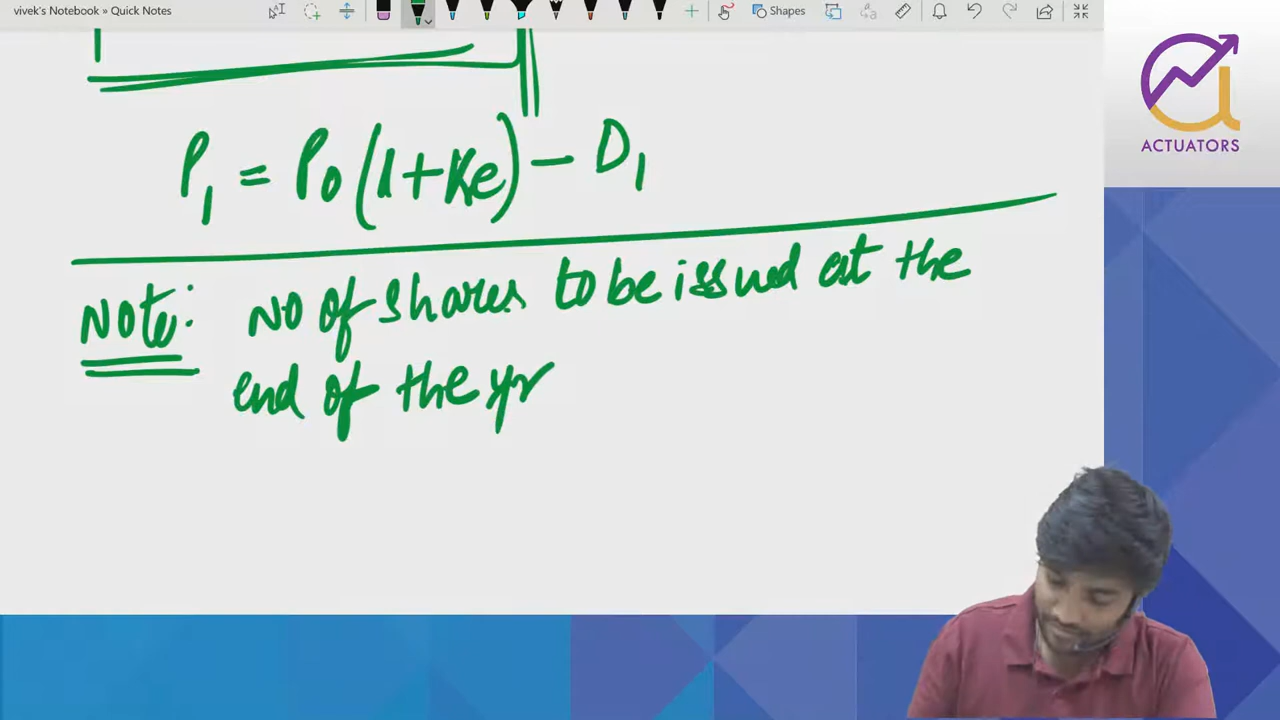 vivek's Notebook » Quick Notes
Shapes
ACTUATORS
P1 = P0 (1+Ke) - D1
Note: No of shares to be issued at the
end of the yr